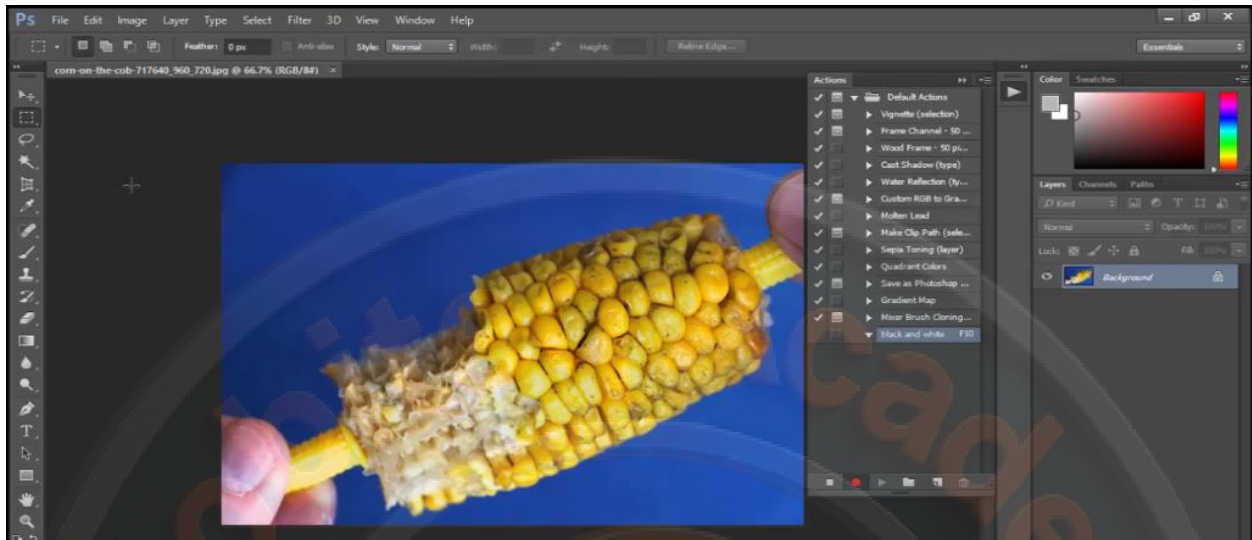 Ps File Edit Image Layer Type Select Filter 3D View Window Help
Feather: 0 px Anti-alias Style: Normal Width: Height: Refine Edge... Essentials
corn-on-the-cob-717640_960_720.jpg @ 66.7% (RGB/8#) ×
Actions
Default Actions
Vignette (selection)
Frame Channel - 50 ...
Wood Frame - 50 pi...
Cast Shadow (type)
Water Reflection (ty...
Custom RGB to Gra...
Molten Lead
Make Clip Path (sele...
Sepia Toning (layer)
Quadrant Colors
Save as Photoshop ...
Gradient Map
Mixer Brush Cloning...
black and white F10
Color Swatches
Layers Channels Paths
Kind
Normal Opacity: 100%
Lock: Fill: 100%
Background